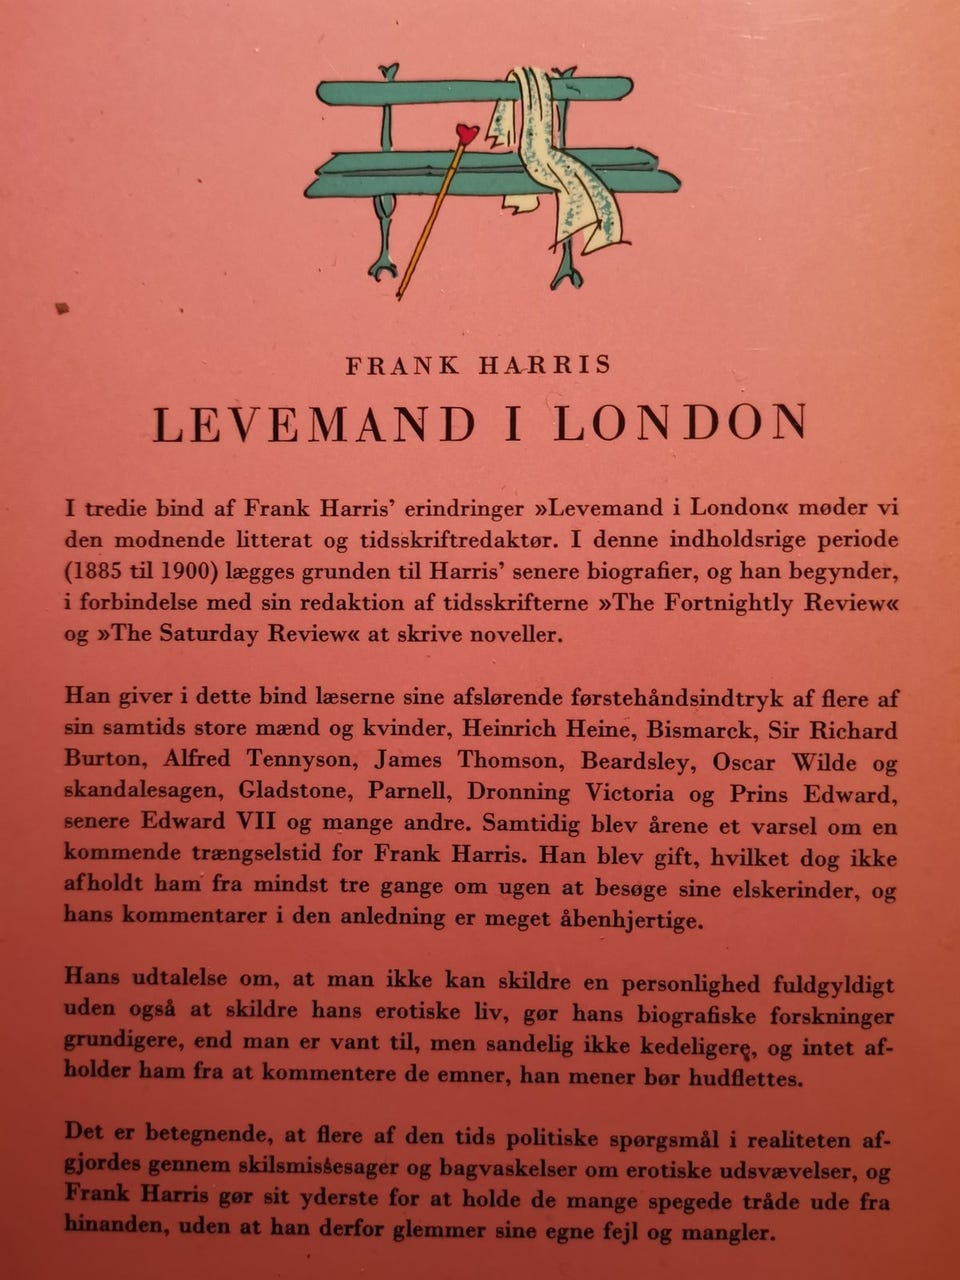 FRANK HARRIS
LEVEMAND I LONDON
I tredie bind af Frank Harris' erindringer »Levemand i London« møder vi
den modnende litterat og tidsskriftredaktør. I denne indholdsrige periode
(1885 til 1900) lægges grunden til Harris' senere biografier, og han begynder,
i forbindelse med sin redaktion af tidsskrifterne »The Fortnightly Review«
og »The Saturday Review« at skrive noveller.
Han giver i dette bind læserne sine afslørende førstehåndsindtryk af flere af
sin samtids store mænd og kvinder, Heinrich Heine, Bismarck, Sir Richard
Burton, Alfred Tennyson, James Thomson, Beardsley, Oscar Wilde og
skandalesagen, Gladstone, Parnell, Dronning Victoria og Prins Edward,
senere Edward VII og mange andre. Samtidig blev årene et varsel om en
kommende trængselstid for Frank Harris. Han blev gift, hvilket dog ikke
afholdt ham fra mindst tre gange om ugen at besøge sine elskerinder, og
hans kommentarer i den anledning er meget åbenhjertige.
Hans udtalelse om, at man ikke kan skildre en personlighed fuldgyldigt
uden også at skildre hans erotiske liv, gør hans biografiske forskninger
grundigere, end man er vant til, men sandelig ikke kedeligere, og intet af-
holder ham fra at kommentere de emner, han mener bør hudflettes.
Det er betegnende, at flere af den tids politiske spørgsmål i realiteten af-
gjordes gennem skilsmissesager og bagvaskelser om erotiske udsvævelser, og
Frank Harris gør sit yderste for at holde de mange spegede tråde ude fra
hinanden, uden at han derfor glemmer sine egne fejl og mangler.